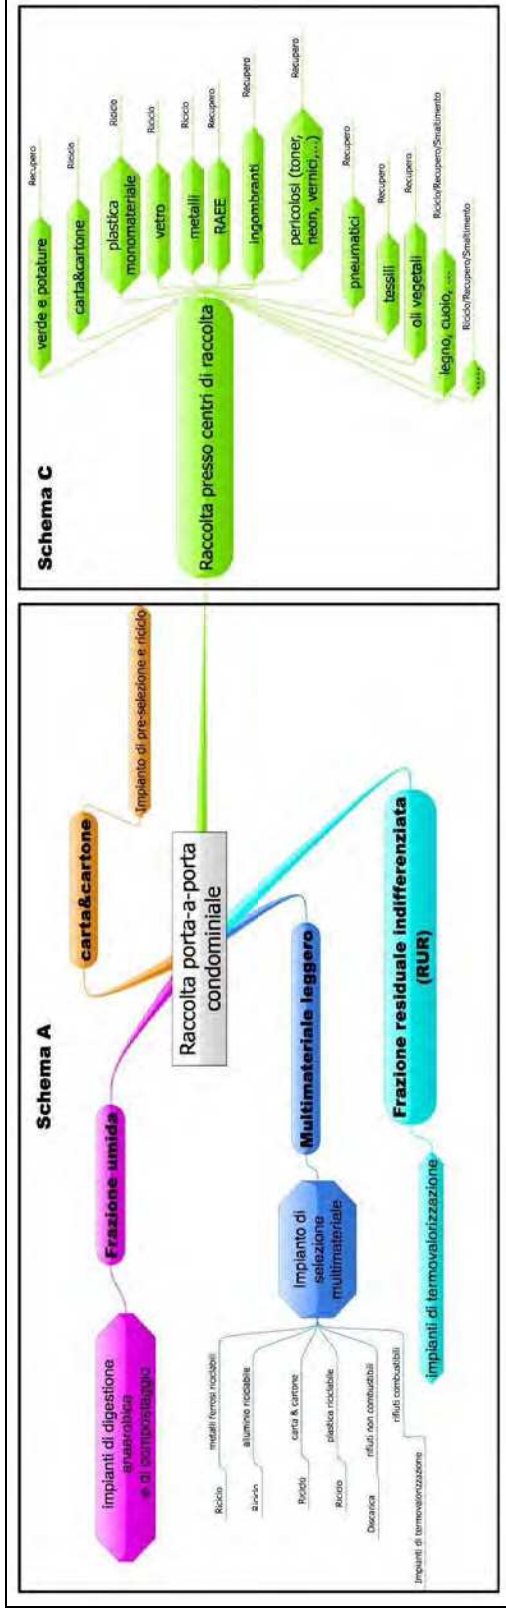 Schema A
Frazione umida
impianti di digestione
anaerobica
e di compostaggio
carta&cartone
Impianto di pre-selezione e riciclo
Raccolta porta-a-porta
condominiale
Multimateriale leggero
Impianto di
selezione
multimateriale
metalli ferrosi riciclabili
Riciclo
alluminio riciclabile
Riciclo
carta & cartone
Riciclo
plastica riciclabile
Riciclo
rifiuti non combustibili
Discarica
rifiuti combustibili
Impianti di termovalorizzazione
Frazione residuale indifferenziata
(RUR)
impianti di termovalorizzazione
Schema C
Raccolta presso centri di raccolta
verde e potature
Recupero
carta&cartone
Riciclo
plastica
monomateriale
Riciclo
vetro
Riciclo
metalli
Riciclo
RAEE
Recupero
ingombranti
Recupero
pericolosi (toner,
neon, vernici,...)
Recupero
pneumatici
Recupero
tessili
Recupero
oli vegetali
Recupero
legno, cuoio, ...
Riciclo/Recupero/Smaltimento
.....
Riciclo/Recupero/Smaltimento